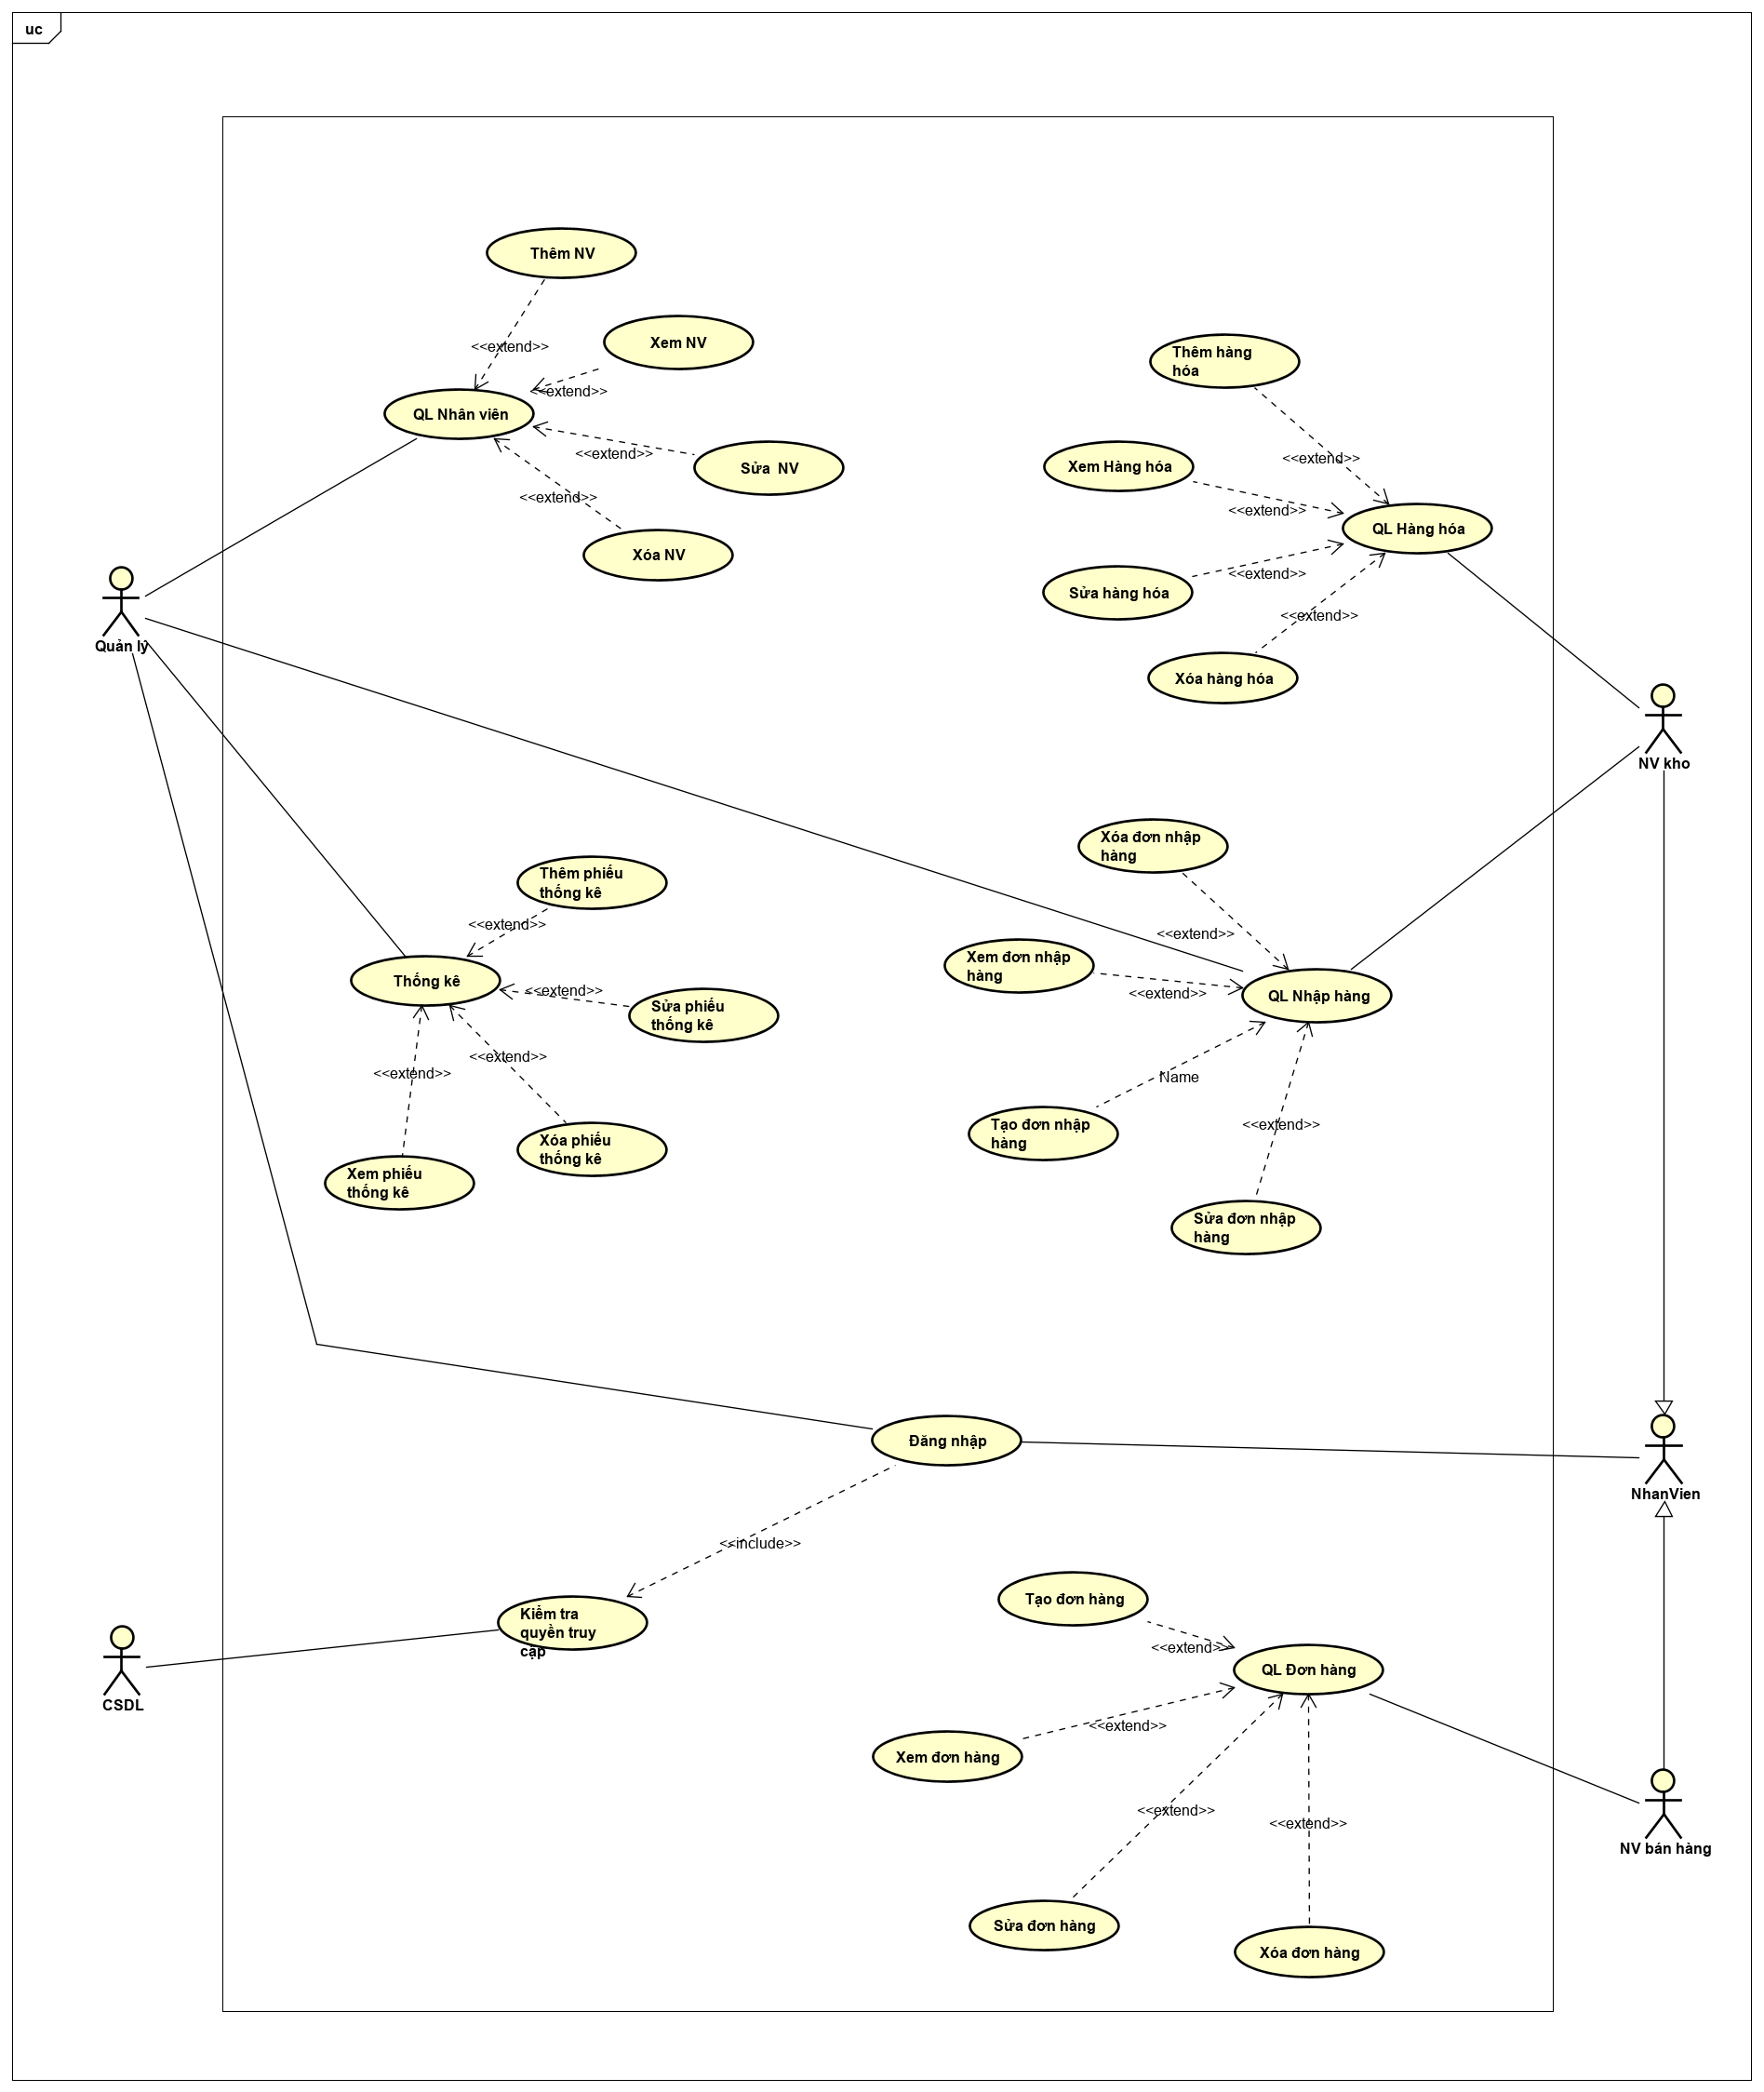 uc
Thêm NV
<<extend>>
Xem NV
<<extend>>
QL Nhân viên
<<extend>>
Sửa  NV
<<extend>>
Xóa NV
Thêm hàng
hóa
<<extend>>
Xem Hàng hóa
<<extend>>
QL Hàng hóa
<<extend>>
Sửa hàng hóa
<<extend>>
Xóa hàng hóa
Quản lý
NV kho
Xóa đơn nhập
hàng
<<extend>>
Xem đơn nhập
hàng
<<extend>>
QL Nhập hàng
Name
Tạo đơn nhập
hàng
<<extend>>
Sửa đơn nhập
hàng
Thêm phiếu
thống kê
<<extend>>
Thống kê
<<extend>>
Sửa phiếu
thống kê
<<extend>>
<<extend>>
Xóa phiếu
thống kê
Xem phiếu
thống kê
Đăng nhập
NhanVien
<<include>>
Kiểm tra
quyền truy
cập
CSDL
Tạo đơn hàng
<<extend>>
QL Đơn hàng
<<extend>>
Xem đơn hàng
<<extend>>
<<extend>>
NV bán hàng
Sửa đơn hàng
Xóa đơn hàng